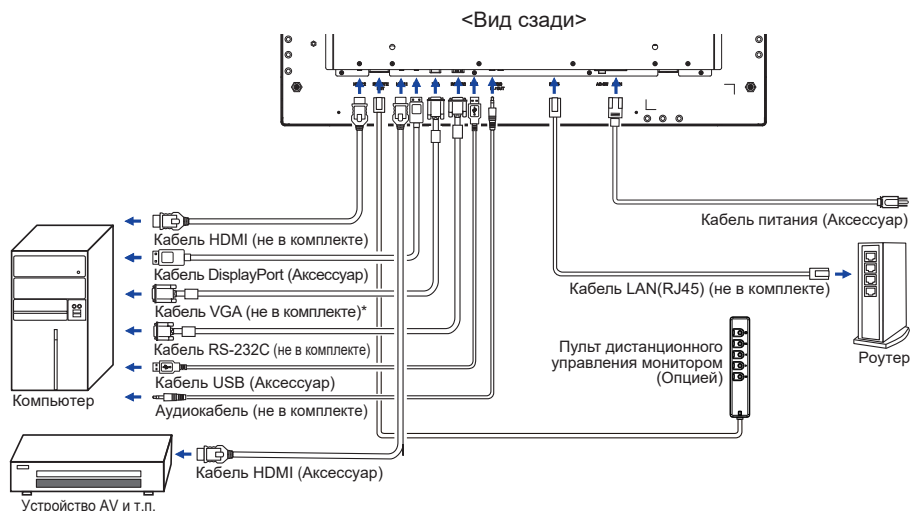 <Вид сзади>
Кабель HDMI (не в комплекте)
Кабель DisplayPort (Аксессуар)
Кабель VGA (не в комплекте)*
Кабель RS-232C (не в комплекте)
Кабель USB (Аксессуар)
Аудиокабель (не в комплекте)
Компьютер
Кабель HDMI (Аксессуар)
Устройство AV и т.п.
Кабель питания (Аксессуар)
Кабель LAN(RJ45) (не в комплекте)
Роутер
Пульт дистанционного
управления монитором
(Опцией)